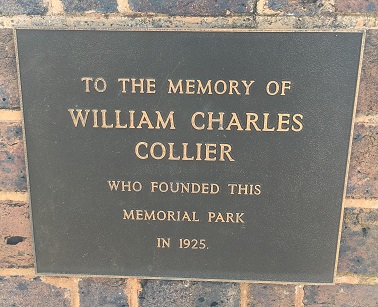 TO THE MEMORY OF
WILLIAM CHARLES
COLLIER
WHO FOUNDED THIS
MEMORIAL PARK
IN 1925.